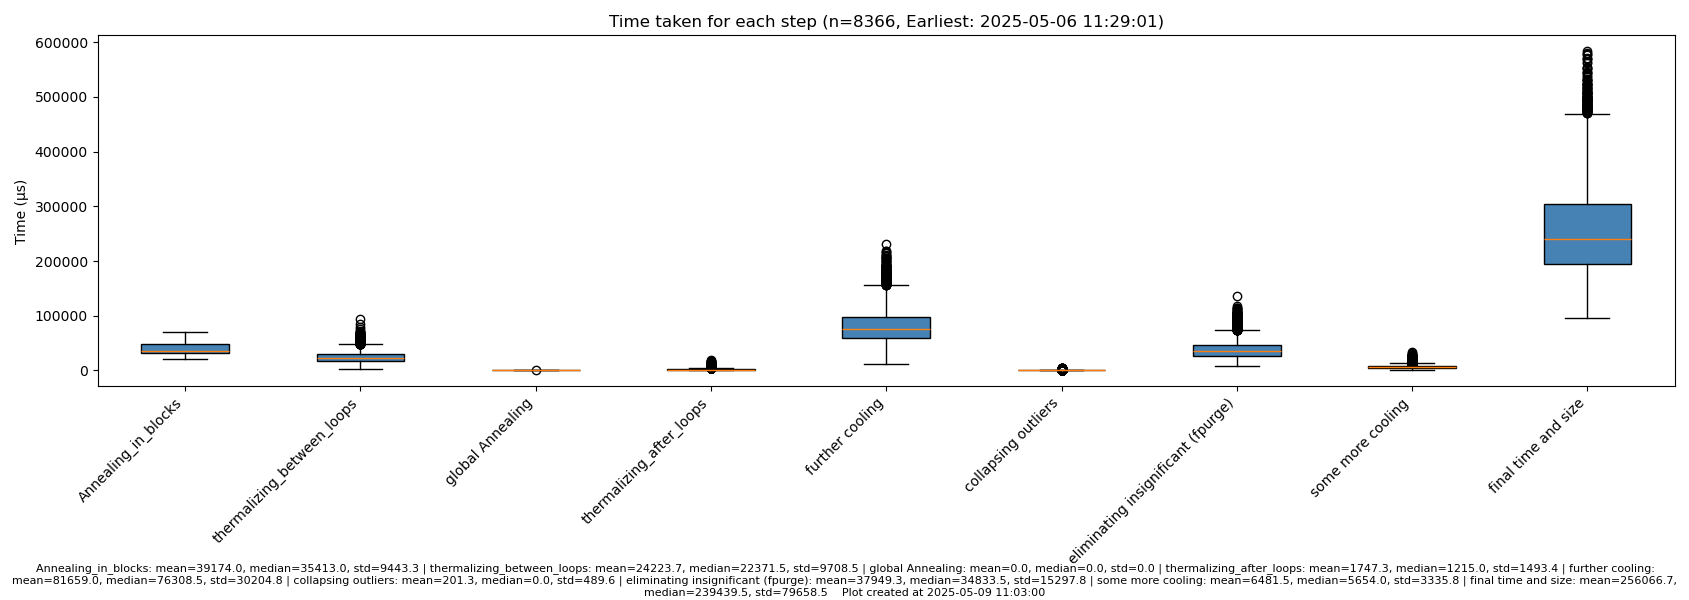 Time taken for each step (n=8366, Earliest: 2025-05-06 11:29:01)
600000
500000
400000
300000
200000
100000
0
Time (µs)
Annealing_in_blocks
thermalizing_between_loops
global Annealing
thermalizing_after_loops
further cooling
collapsing outliers
eliminating insignificant (fpurge)
some more cooling
final time and size
Annealing_in_blocks: mean=39174.0, median=35413.0, std=9443.3 | thermalizing_between_loops: mean=24223.7, median=22371.5, std=9708.5 | global Annealing: mean=0.0, median=0.0, std=0.0 | thermalizing_after_loops: mean=1747.3, median=1215.0, std=1493.4 | further cooling:
mean=81659.0, median=76308.5, std=30204.8 | collapsing outliers: mean=201.3, median=0.0, std=489.6 | eliminating insignificant (fpurge): mean=37949.3, median=34833.5, std=15297.8 | some more cooling: mean=6481.5, median=5654.0, std=3335.8 | final time and size: mean=256066.7,
median=239439.5, std=79658.5    Plot created at 2025-05-09 11:03:00